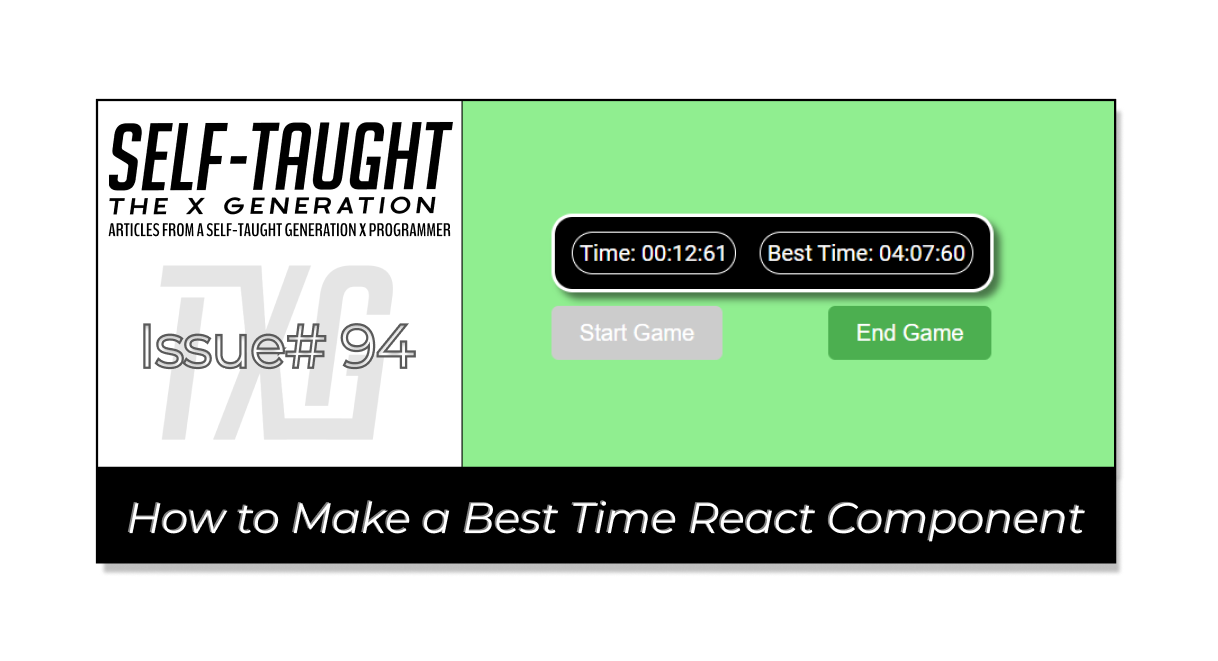 SELF-TAUGHT
THE X GENERATION
ARTICLES FROM A SELF-TAUGHT GENERATION X PROGRAMMER
TXG
Issue# 94
Time: 00:12:61
Best Time: 04:07:60
Start Game
End Game
How to Make a Best Time React Component